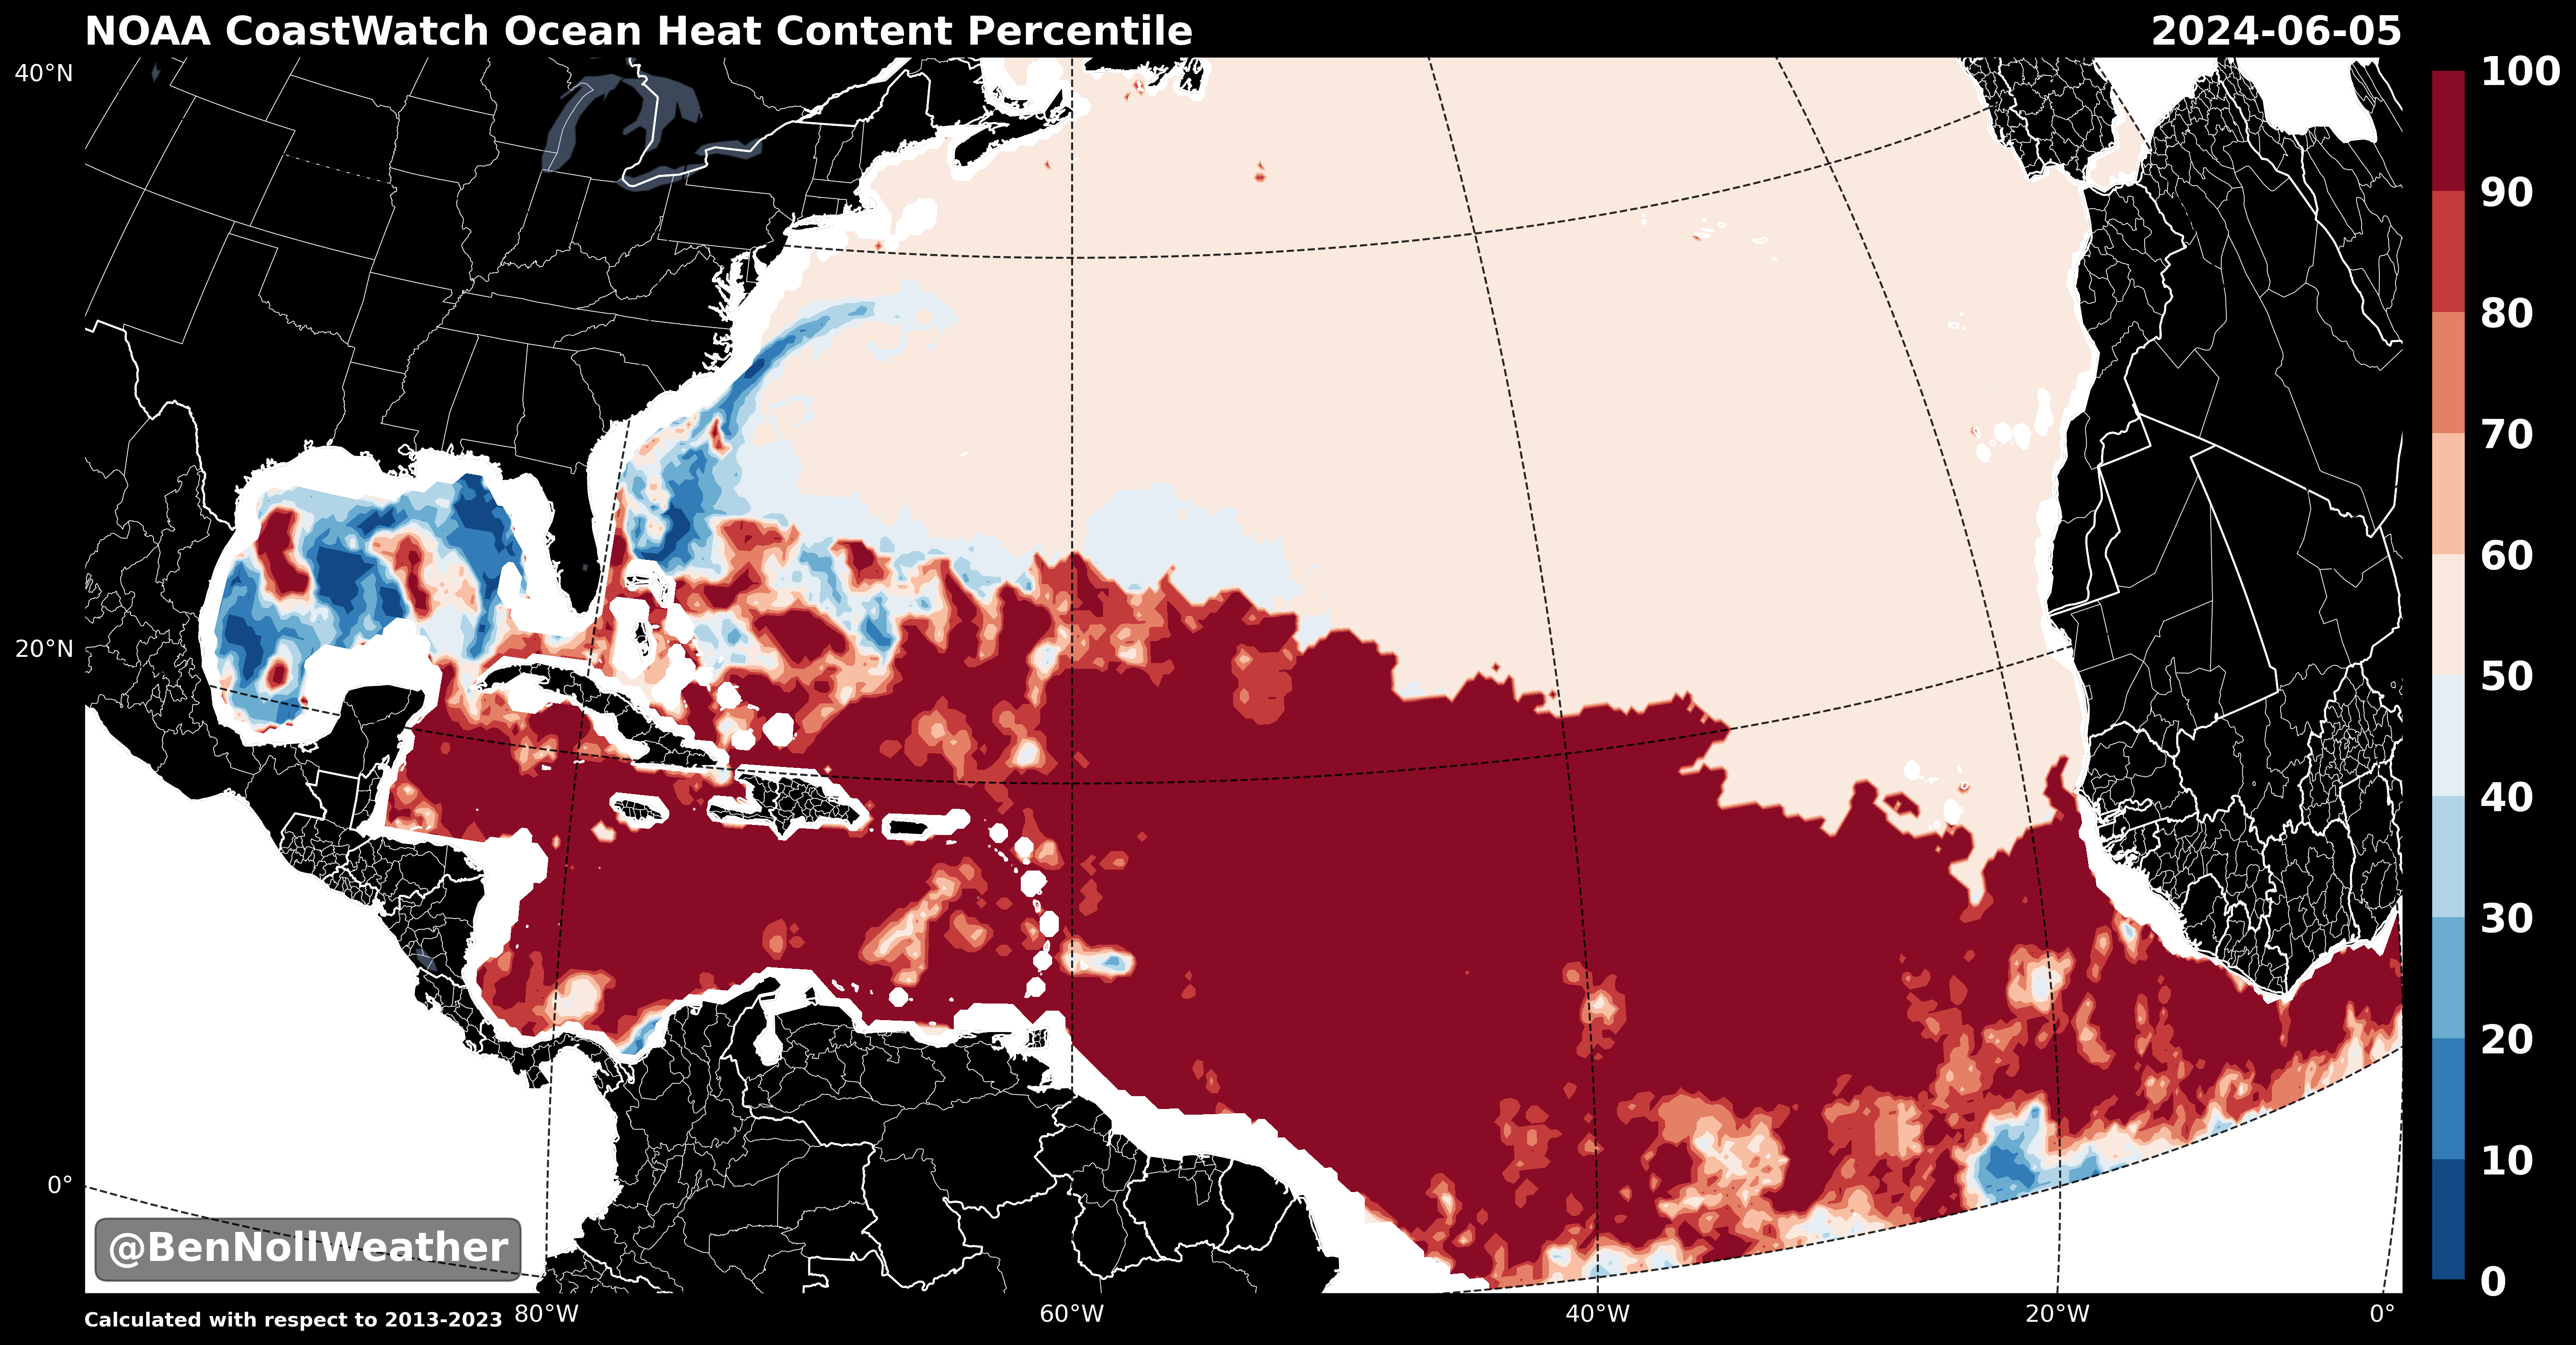 NOAA CoastWatch Ocean Heat Content Percentile 2024-06-05
40°N
20°N
0°
100
90
80
70
60
50
40
30
20
10
0
@BenNollWeather
Calculated with respect to 2013-2023
80°W 60°W 40°W 20°W 0°